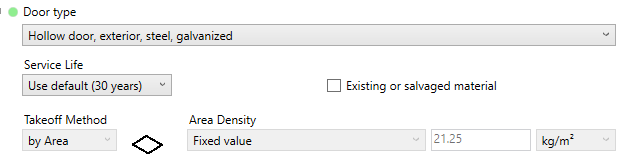 Door type
Hollow door, exterior, steel, galvanized
Service Life
Use default (30 years)
Existing or salvaged material
Takeoff Method
Area Density
by Area
Fixed value
21.25
kg/m²